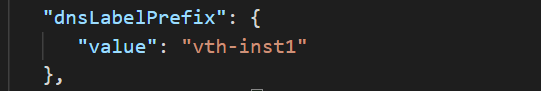 "dnsLabelPrefix": {
"value": "vth-inst1"
},